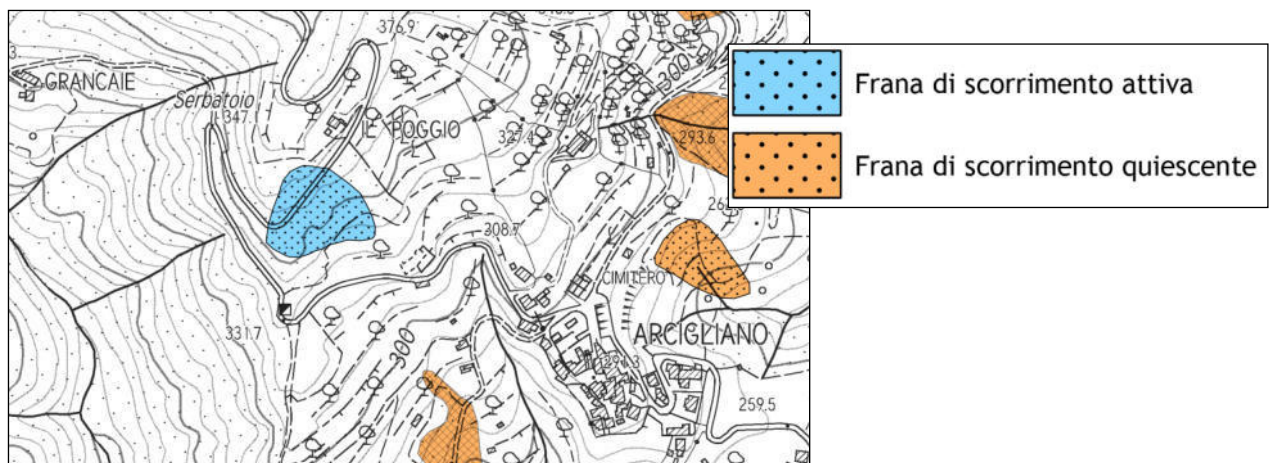 376.9
GRANCAIE
Serbatoio
347.
IL POGGIO
327.4
300
293.6
308.7
CIMITERO
ARCIGLIANO
331.7
300
291.3
259.5
Frana di scorrimento attiva
Frana di scorrimento quiescente